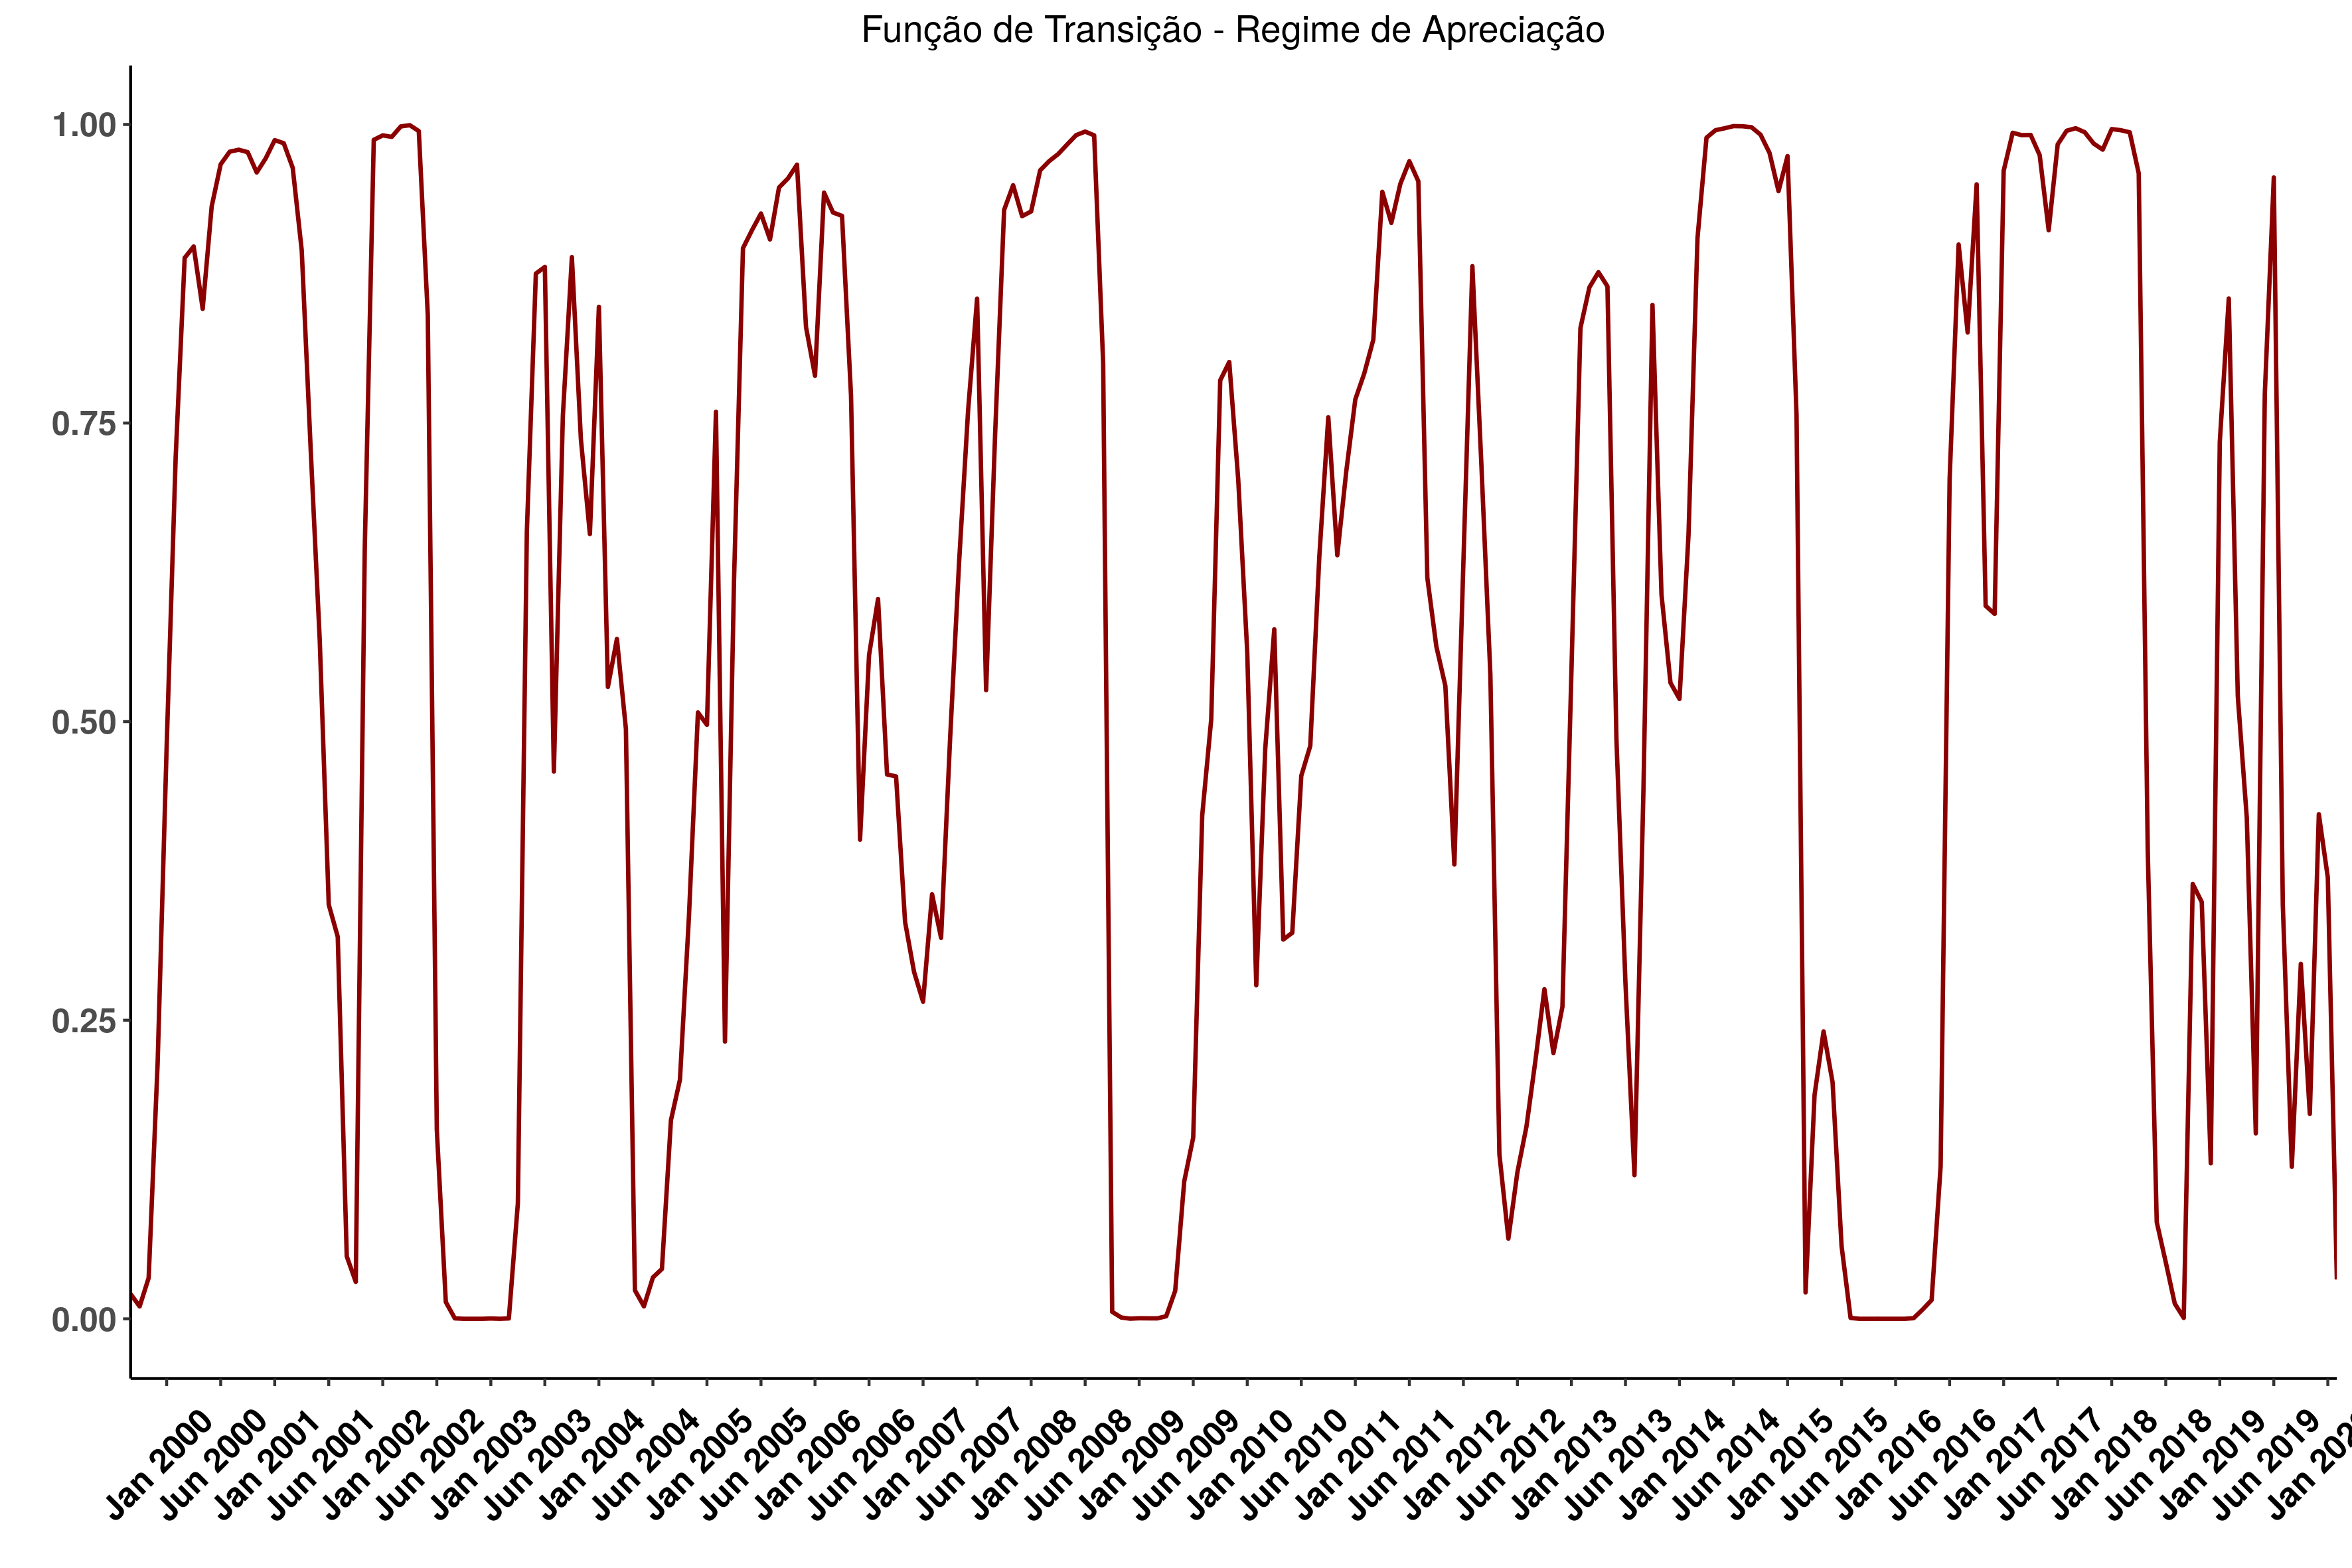 Função de Transição - Regime de Apreciação
1.00
0.75
0.50
0.25
0.00
Jan 2000
Jun 2000
Jan 2001
Jun 2001
Jan 2002
Jun 2002
Jan 2003
Jun 2003
Jan 2004
Jun 2004
Jan 2005
Jun 2005
Jan 2006
Jun 2006
Jan 2007
Jun 2007
Jan 2008
Jun 2008
Jan 2009
Jun 2009
Jan 2010
Jun 2010
Jan 2011
Jun 2011
Jan 2012
Jun 2012
Jan 2013
Jun 2013
Jan 2014
Jun 2014
Jan 2015
Jun 2015
Jan 2016
Jun 2016
Jan 2017
Jun 2017
Jan 2018
Jun 2018
Jan 2019
Jun 2019
Jan